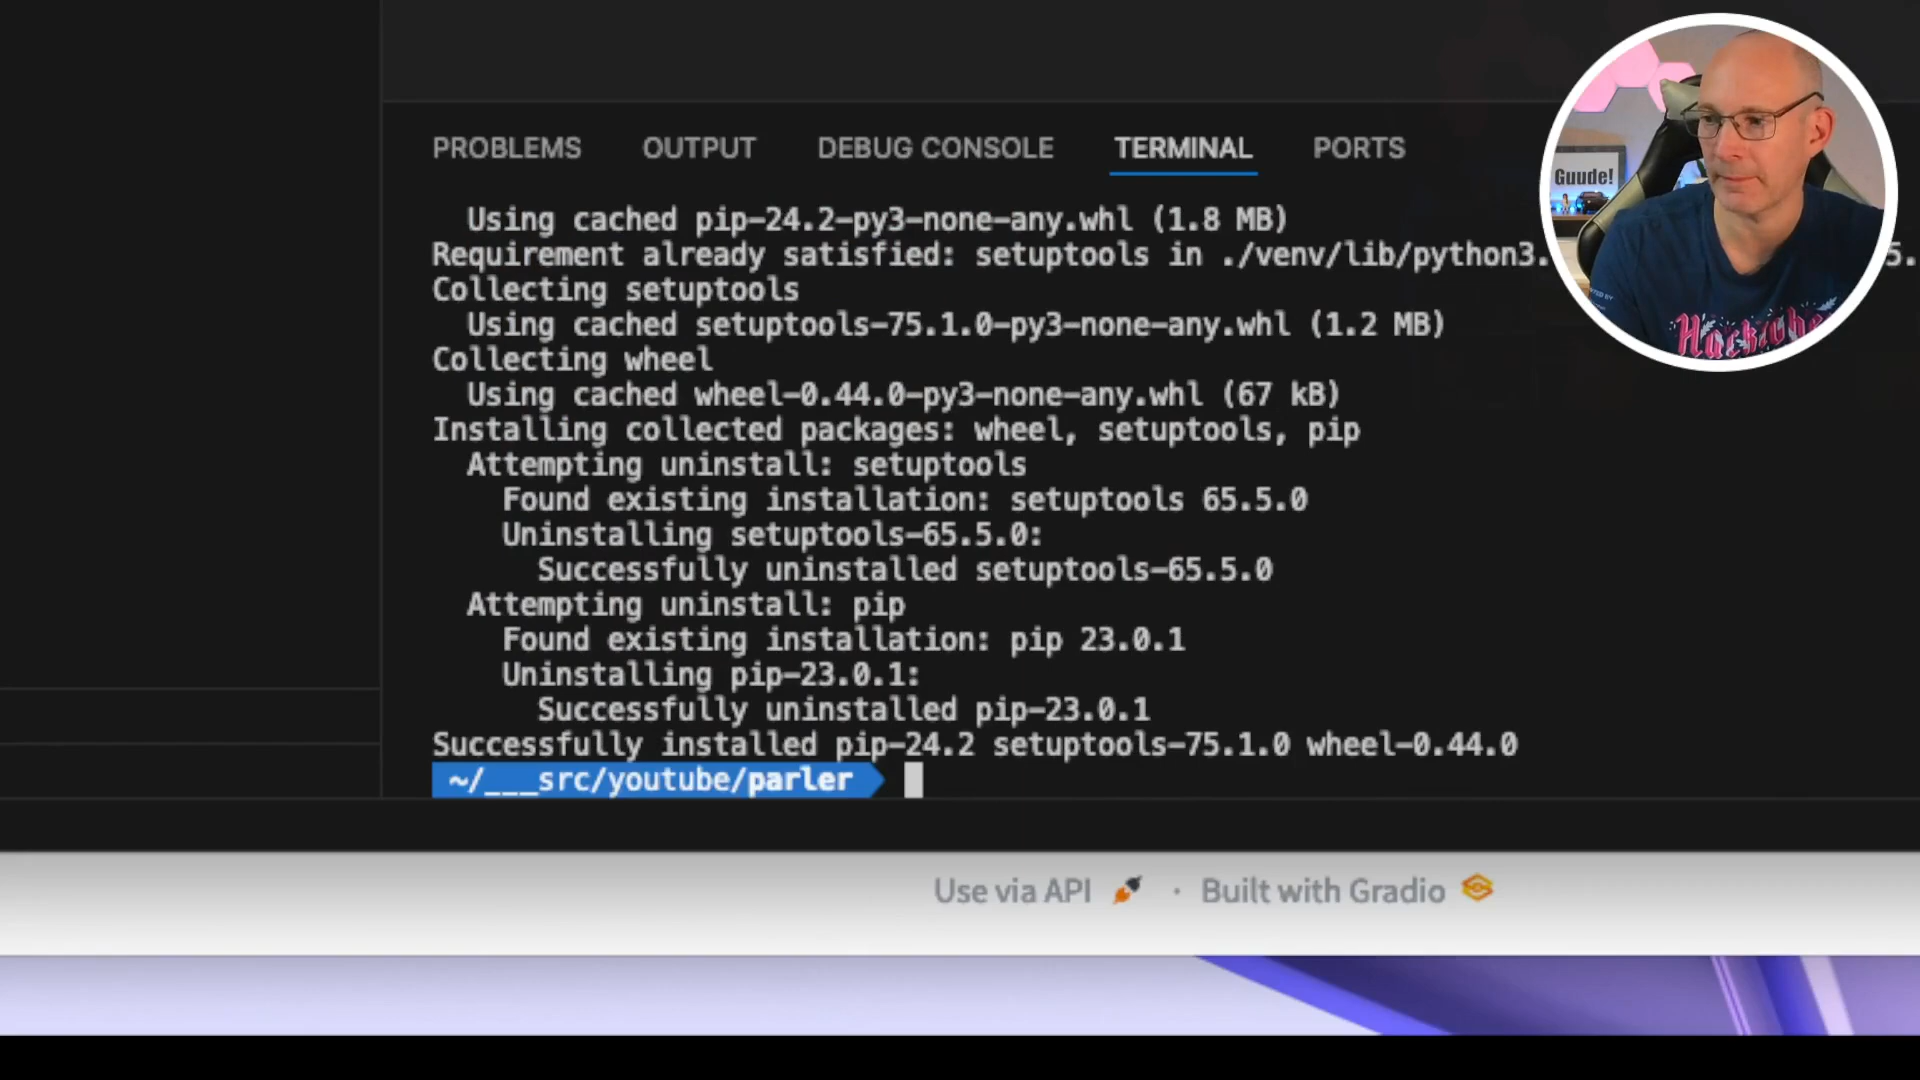 PROBLEMS OUTPUT DEBUG CONSOLE TERMINAL PORTS
Guude!
Using cached pip-24.2-py3-none-any.whl (1.8 MB)
Requirement already satisfied: setuptools in ./venv/lib/python3. 5.
Collecting setuptools
Using cached setuptools-75.1.0-py3-none-any.whl (1.2 MB)
Collecting wheel
Using cached wheel-0.44.0-py3-none-any.whl (67 kB)
Installing collected packages: wheel, setuptools, pip
Attempting uninstall: setuptools
Found existing installation: setuptools 65.5.0
Uninstalling setuptools-65.5.0:
Successfully uninstalled setuptools-65.5.0
Attempting uninstall: pip
Found existing installation: pip 23.0.1
Uninstalling pip-23.0.1:
Successfully uninstalled pip-23.0.1
Successfully installed pip-24.2 setuptools-75.1.0 wheel-0.44.0
~/___src/youtube/parler
Use via API · Built with Gradio